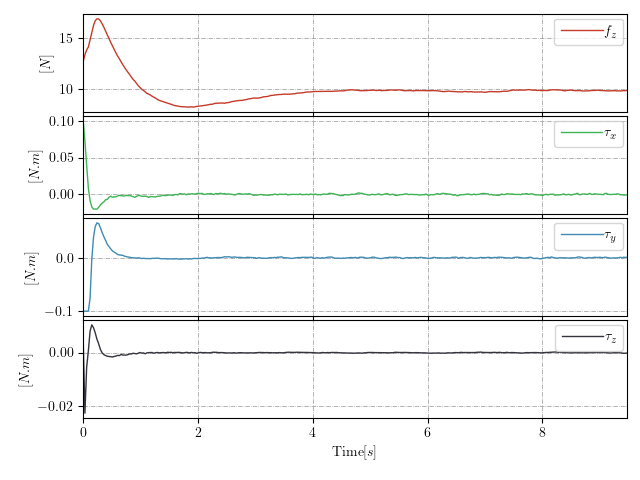 15
10
[N]
f_z
0.10
0.05
0.00
[N.m]
τ_x
0.0
−0.1
[N.m]
τ_y
0.00
−0.02
[N.m]
τ_z
0 2 4 6 8
Time[s]